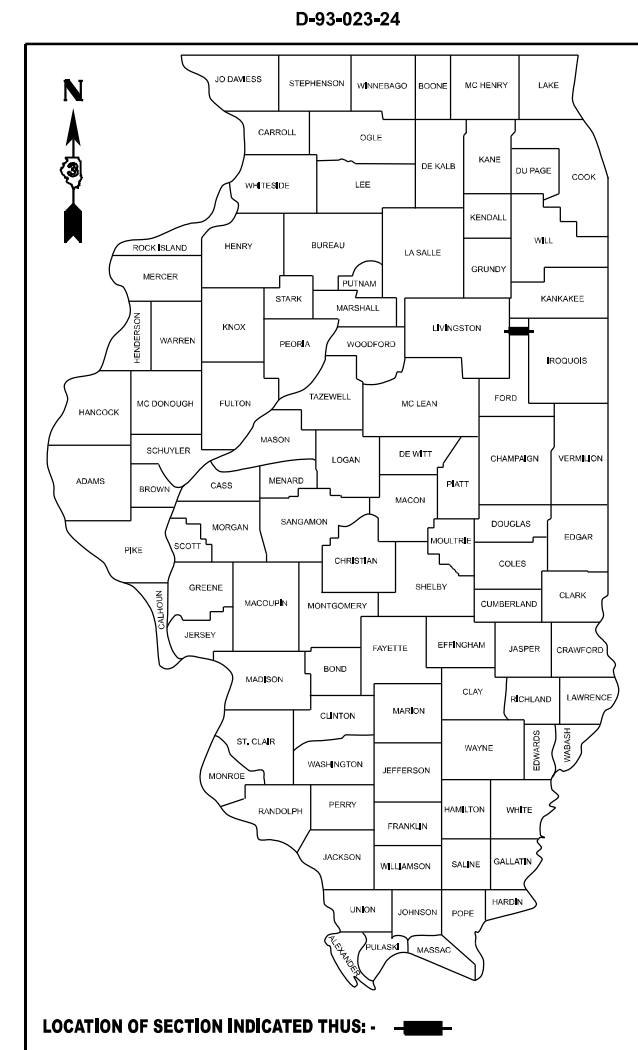 D-93-023-24
N
3
JO DAVIESS STEPHENSON WINNEBAGO BOONE MC HENRY LAKE
CARROLL OGLE
DE KALB KANE DU PAGE COOK
WHITESIDE LEE
KENDALL
ROCK ISLAND HENRY BUREAU LA SALLE WILL
MERCER PUTNAM GRUNDY
STARK MARSHALL KANKAKEE
HENDERSON WARREN KNOX PEORIA WOODFORD LIVINGSTON IROQUOIS
HANCOCK MC DONOUGH FULTON TAZEWELL MC LEAN FORD
MASON
SCHUYLER LOGAN DE WITT CHAMPAIGN VERMILION
ADAMS BROWN CASS MENARD PIATT
MACON
MORGAN SANGAMON DOUGLAS
PIKE SCOTT CHRISTIAN MOULTRIE EDGAR
COLES
CALHOUN GREENE MACOUPIN MONTGOMERY SHELBY CUMBERLAND CLARK
JERSEY FAYETTE EFFINGHAM JASPER CRAWFORD
BOND
MADISON CLAY RICHLAND LAWRENCE
CLINTON MARION
ST. CLAIR WAYNE EDWARDS WABASH
WASHINGTON JEFFERSON
MONROE
RANDOLPH PERRY HAMILTON WHITE
FRANKLIN
JACKSON WILLIAMSON SALINE GALLATIN
UNION JOHNSON POPE HARDIN
ALEXANDER PULASKI MASSAC
LOCATION OF SECTION INDICATED THUS: -